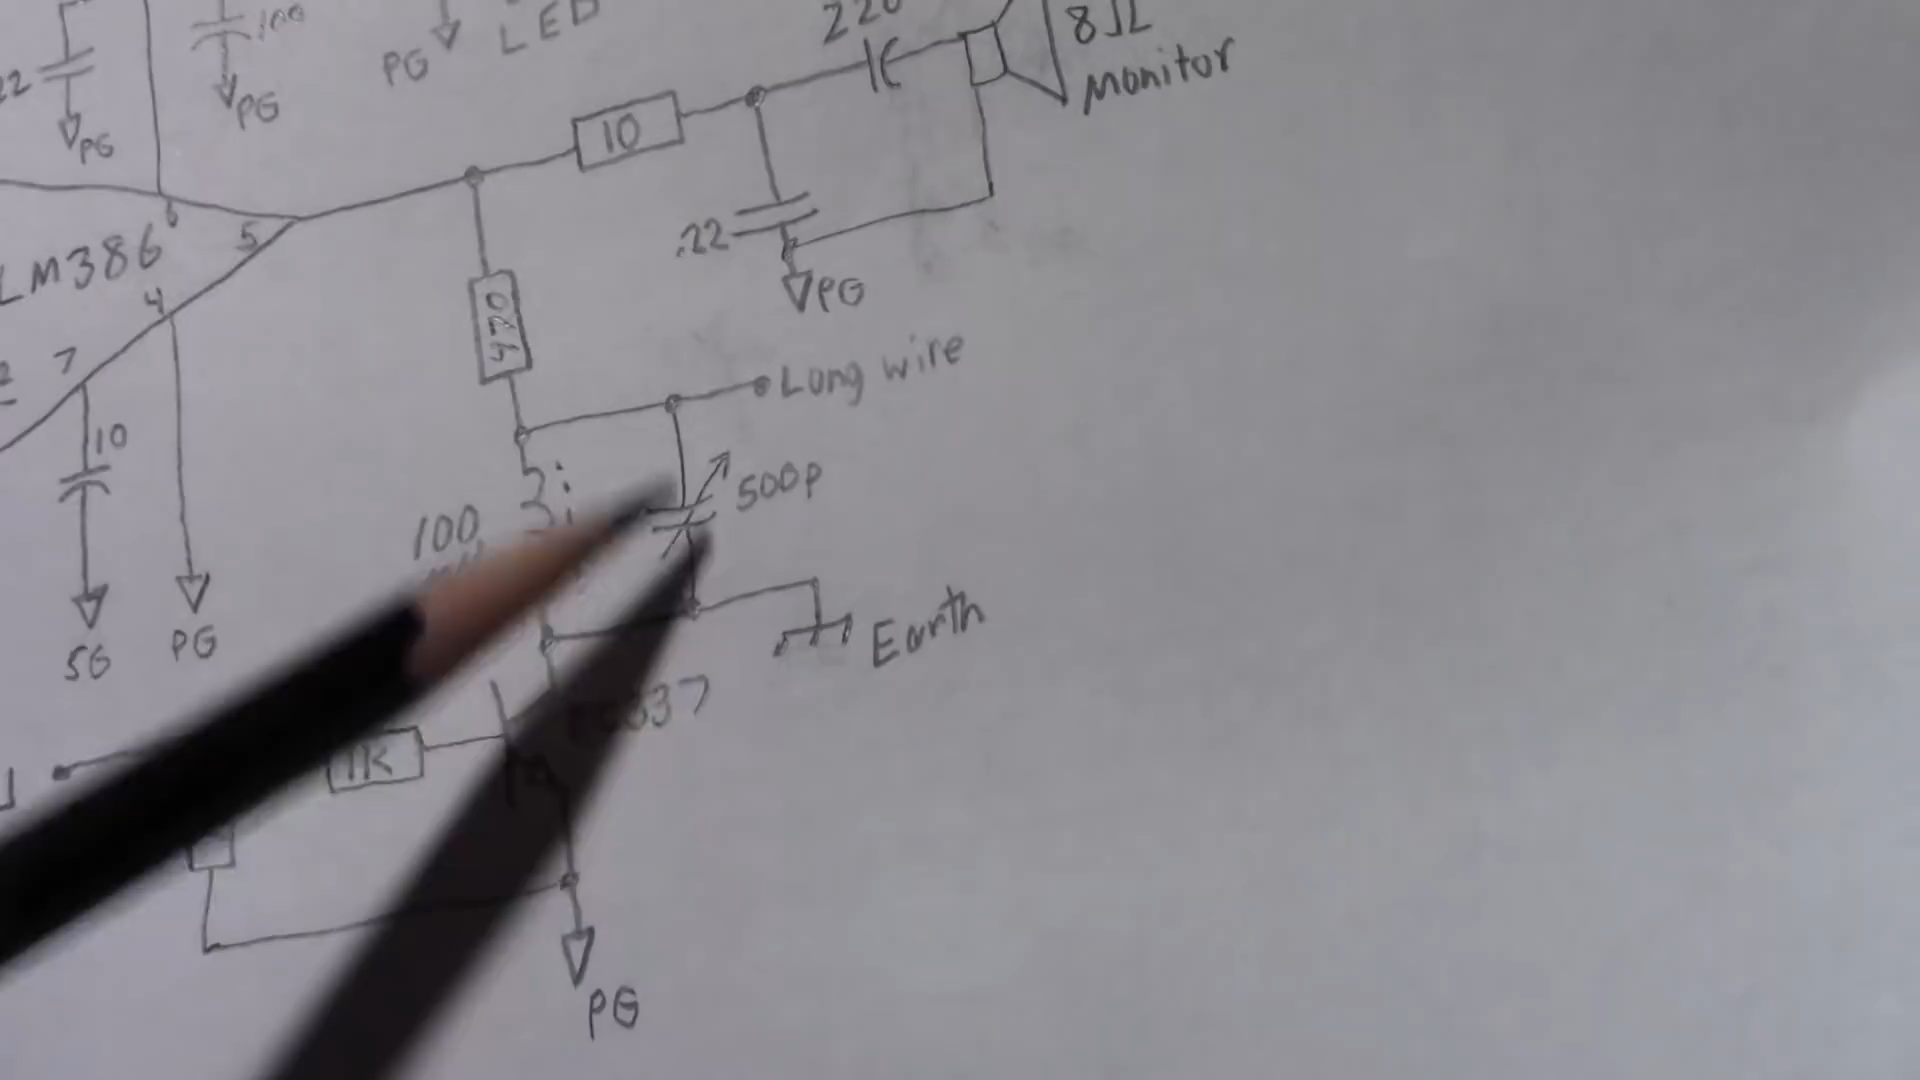 100
LED
PG
220
8Ω
monitor
22
PG
PG
10
6
5
LM386
4
.22
PG
7
470
Long wire
10
500p
100
Earth
SG
PG
1K
PG